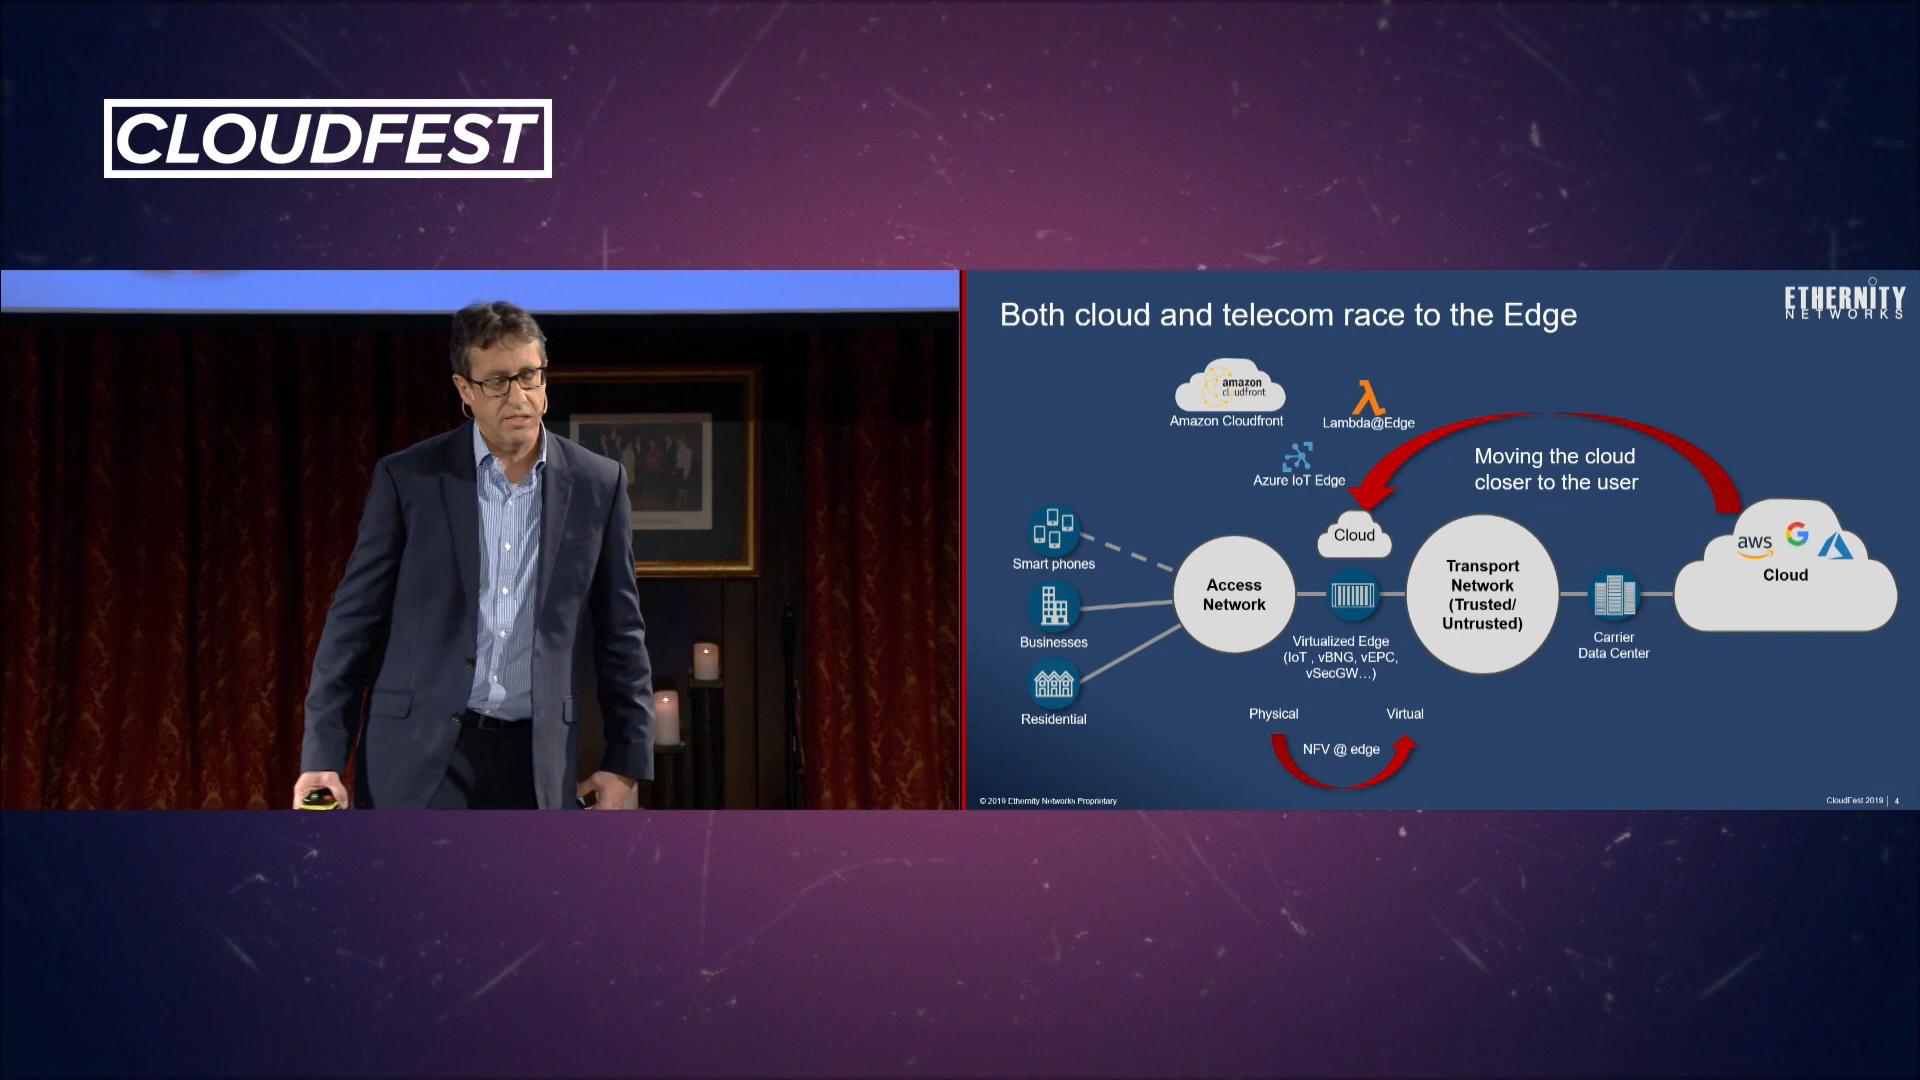 CLOUDFEST
Both cloud and telecom race to the Edge
ETHERNITY
NETWORKS
amazon
cloudfront
Amazon Cloudfront
Lambda@Edge
Azure IoT Edge
Moving the cloud
closer to the user
Smart phones
Businesses
Residential
Access
Network
Cloud
Virtualized Edge
(IoT , vBNG, vEPC,
vSecGW...)
Transport
Network
(Trusted/
Untrusted)
Carrier
Data Center
aws
G
Cloud
Physical
Virtual
NFV @ edge
© 2019 Ethernity Networks Proprietary
CloudFest 2019 | 4